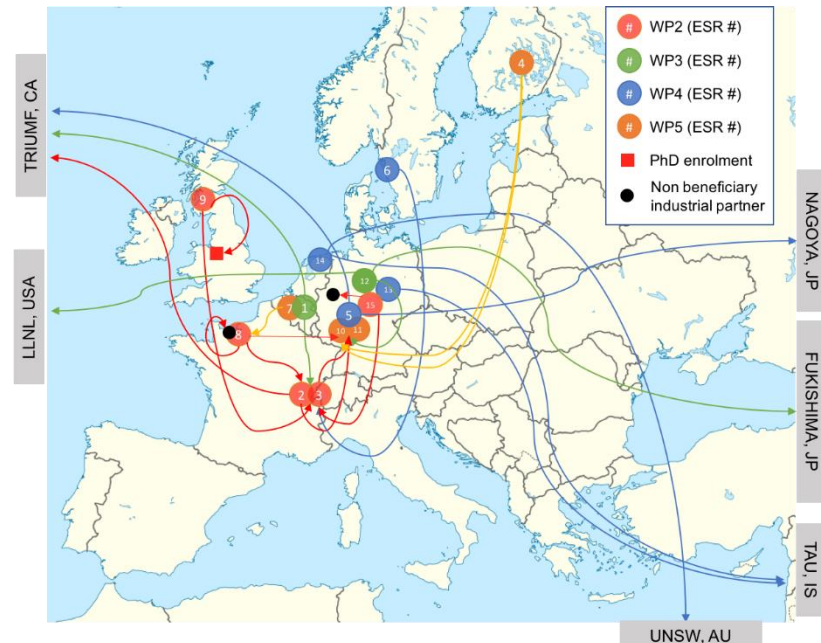 # WP2 (ESR #)
# WP3 (ESR #)
# WP4 (ESR #)
# WP5 (ESR #)
PhD enrolment
Non beneficiary
industrial partner
TRIUMF, CA
LLNL, USA
NAGOYA, JP
FUKISHIMA, JP
TAU, IS
UNSW, AU
4
6
9
14
12
13
15
7
1
5
10
11
8
2
3